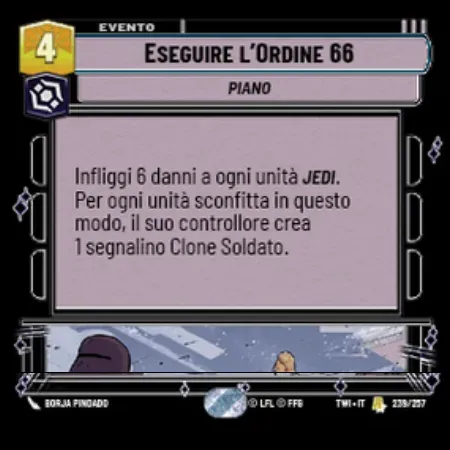 EVENTO
4
ESEGUIRE L'ORDINE 66
PIANO
Infliggi 6 danni a ogni unità JEDI.
Per ogni unità sconfitta in questo
modo, il suo controllore crea
1 segnalino Clone Soldato.
BORJA PINDADO
© LFL © FFG
TWI • IT
239/257